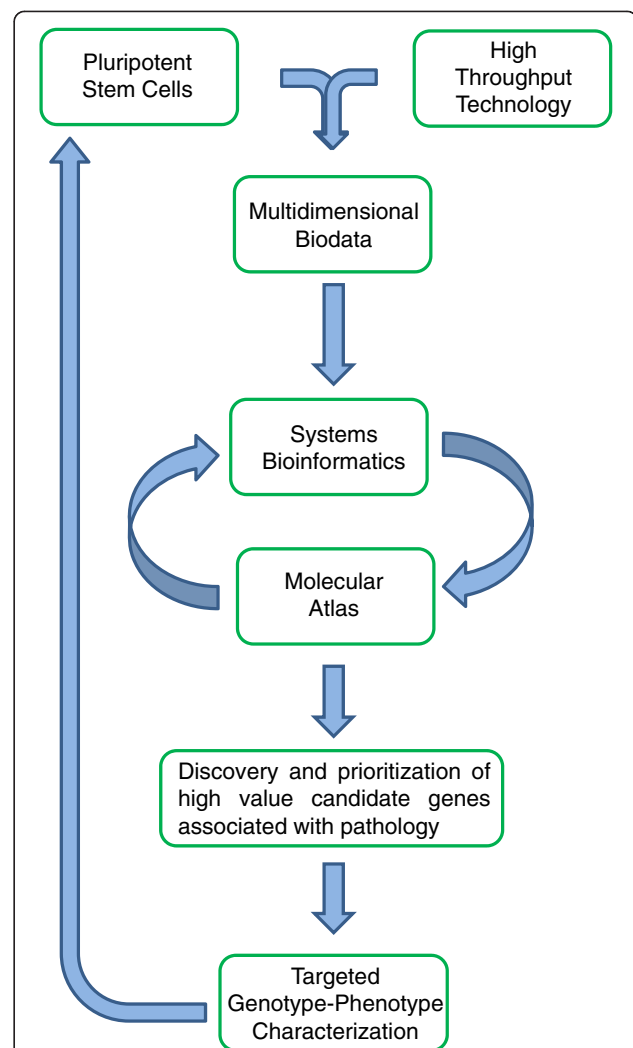 Pluripotent
Stem Cells
High
Throughput
Technology
Multidimensional
Biodata
Systems
Bioinformatics
Molecular
Atlas
Discovery and prioritization of
high value candidate genes
associated with pathology
Targeted
Genotype-Phenotype
Characterization